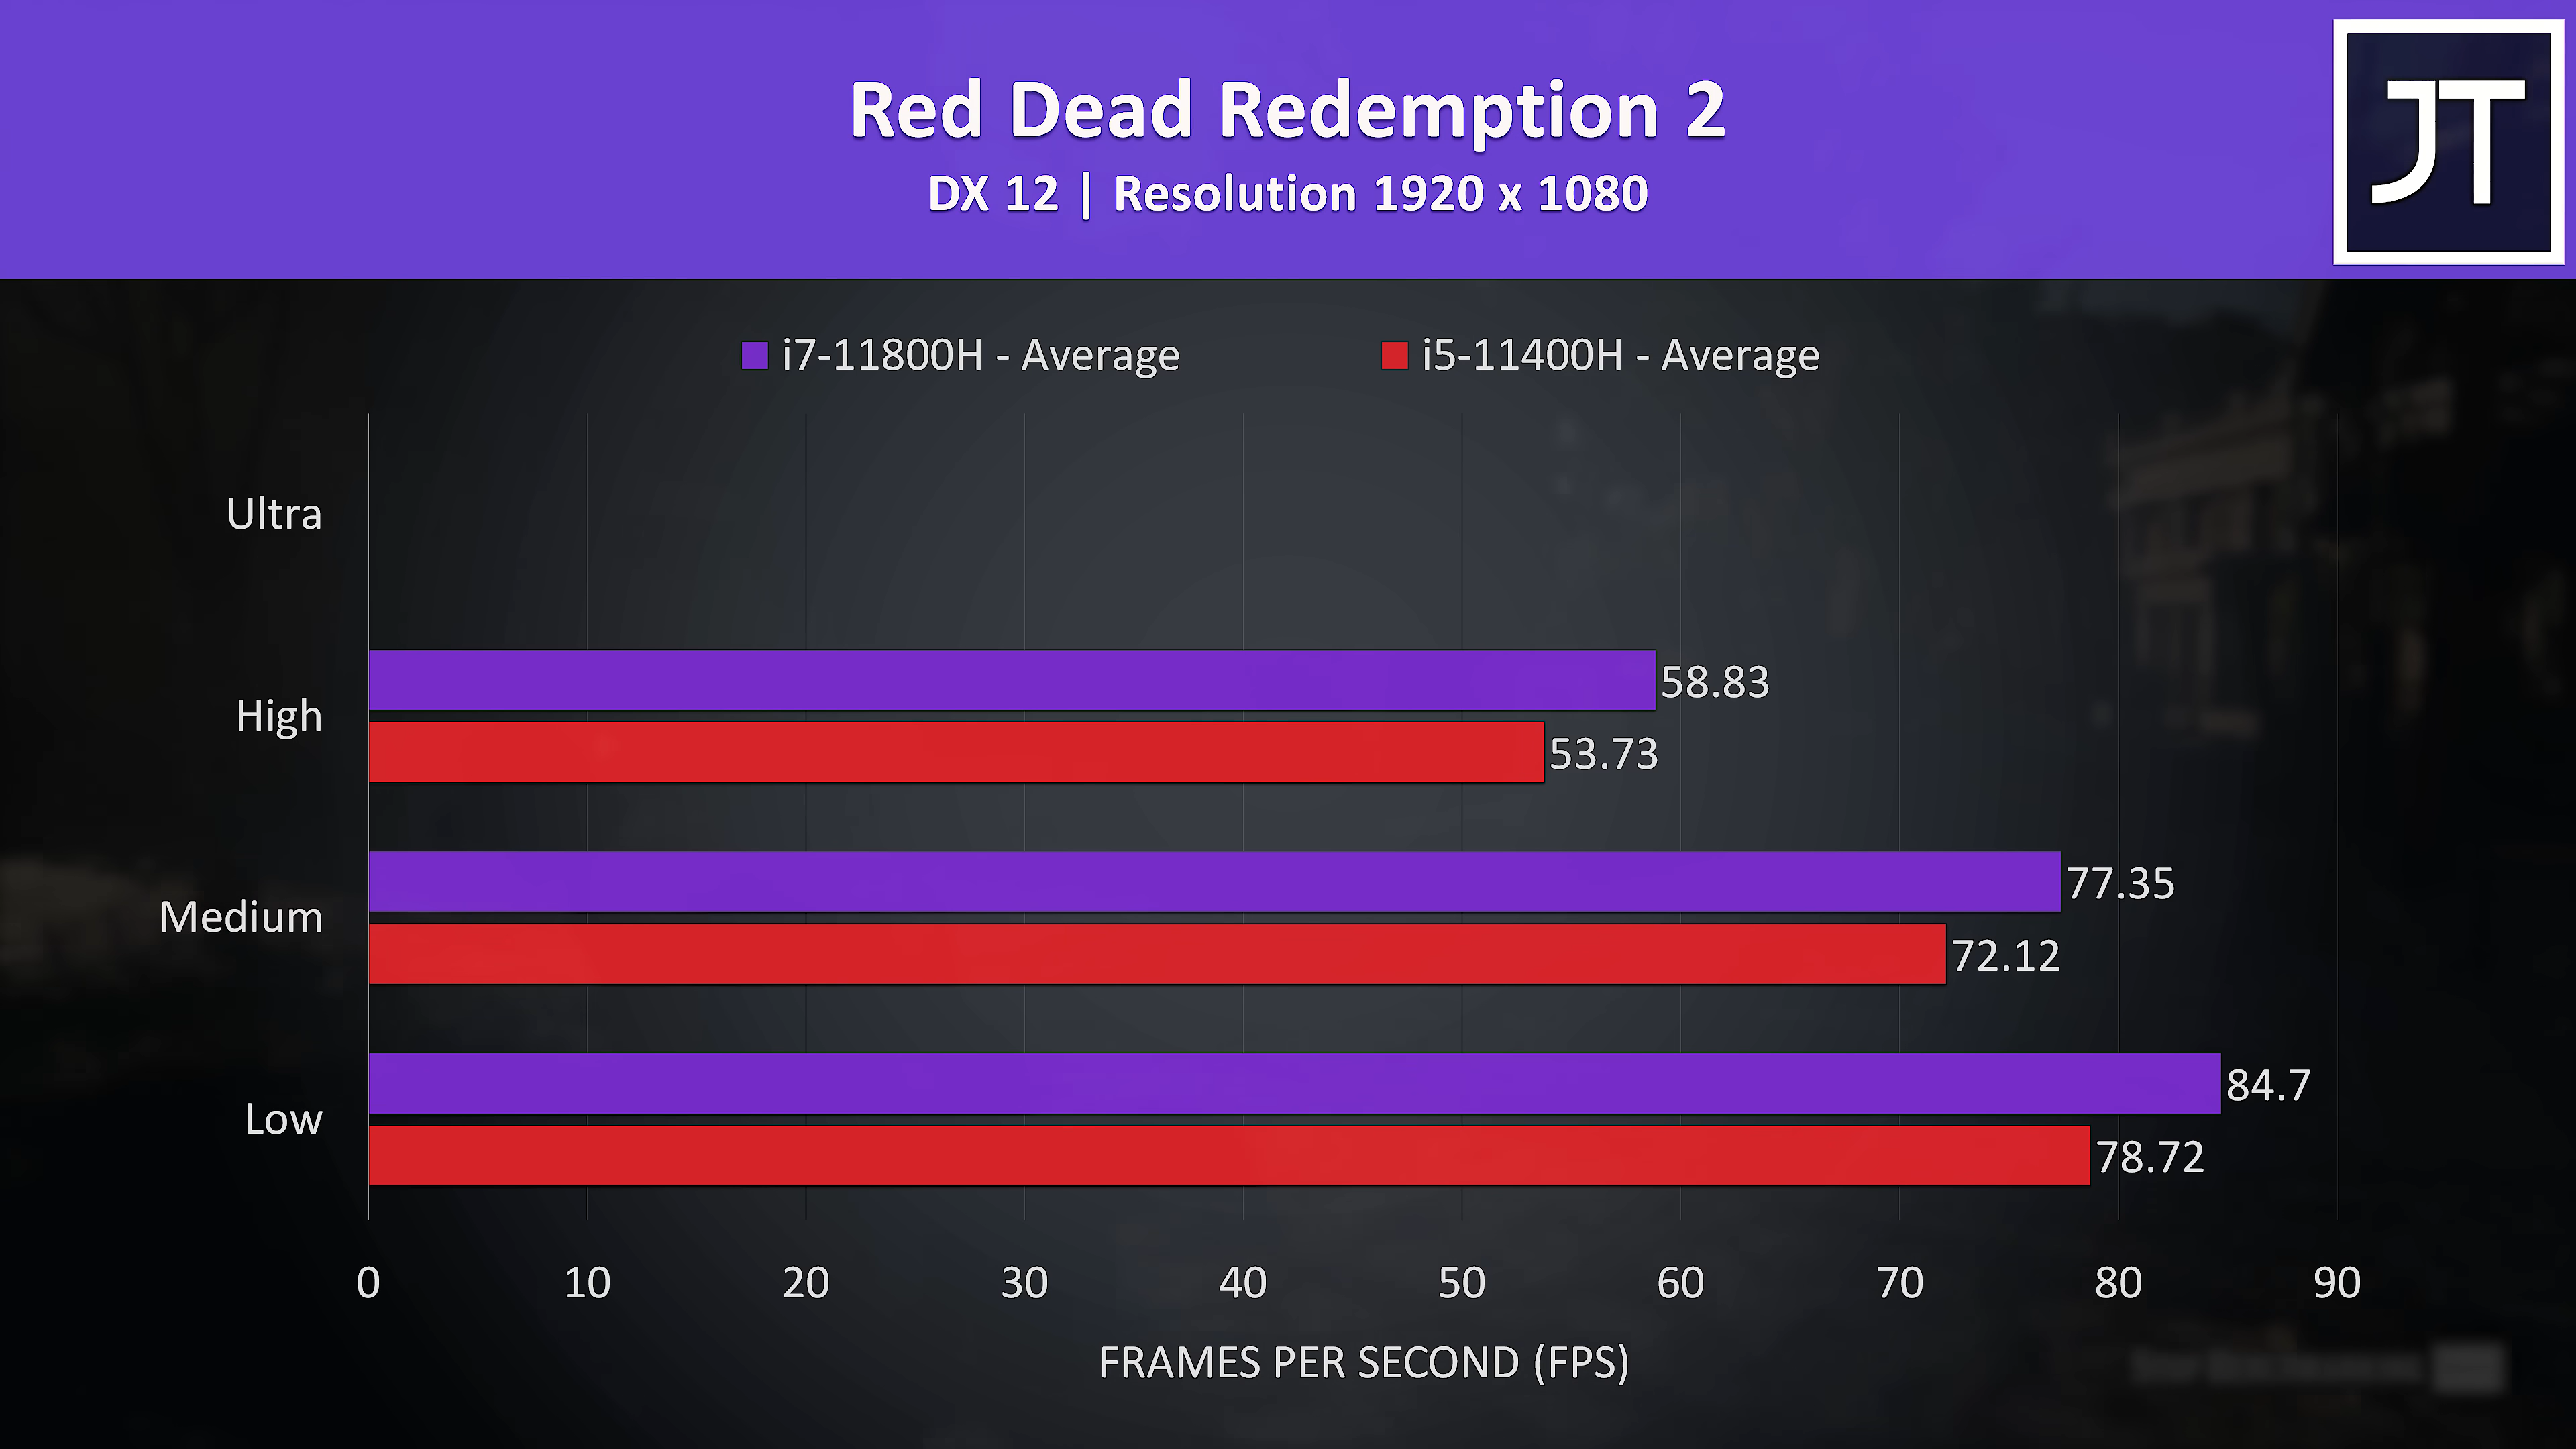 Red Dead Redemption 2
DX 12 | Resolution 1920 x 1080
JT
i7-11800H - Average
i5-11400H - Average
Ultra
High
58.83
53.73
Medium
77.35
72.12
Low
84.7
78.72
0 10 20 30 40 50 60 70 80 90
FRAMES PER SECOND (FPS)